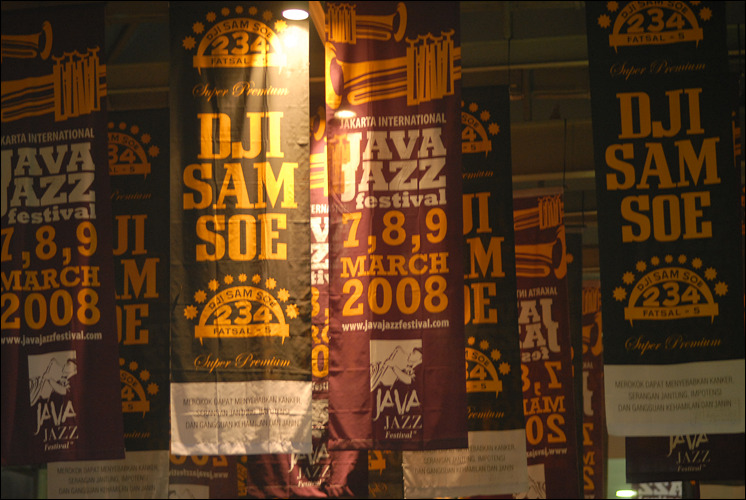 JAKARTA INTERNATIONAL
JAVA
JAZZ
festival
7, 8, 9
MARCH
2008
www.javajazzfestival.com
JAVA
JAZZ
Festival
DJI SAM SOE
234
FATSAL - 5
Super Premium
DJI
SAM
SOE
DJI SAM SOE
234
FATSAL - 5
Super Premium
MEROKOK DAPAT MENYEBABKAN KANKER,
SERANGAN JANTUNG, IMPOTENSI
DAN GANGGUAN KEHAMILAN DAN JANIN
JAKARTA INTERNATIONAL
JAVA
JAZZ
festival
7, 8, 9
MARCH
2008
www.javajazzfestival.com
JAVA
JAZZ
Festival
DJI SAM SOE
234
FATSAL - 5
Super Premium
DJI
SAM
SOE
DJI SAM SOE
234
FATSAL - 5
Super Premium
MEROKOK DAPAT MENYEBABKAN KANKER,
SERANGAN JANTUNG, IMPOTENSI
DAN GANGGUAN KEHAMILAN DAN JANIN